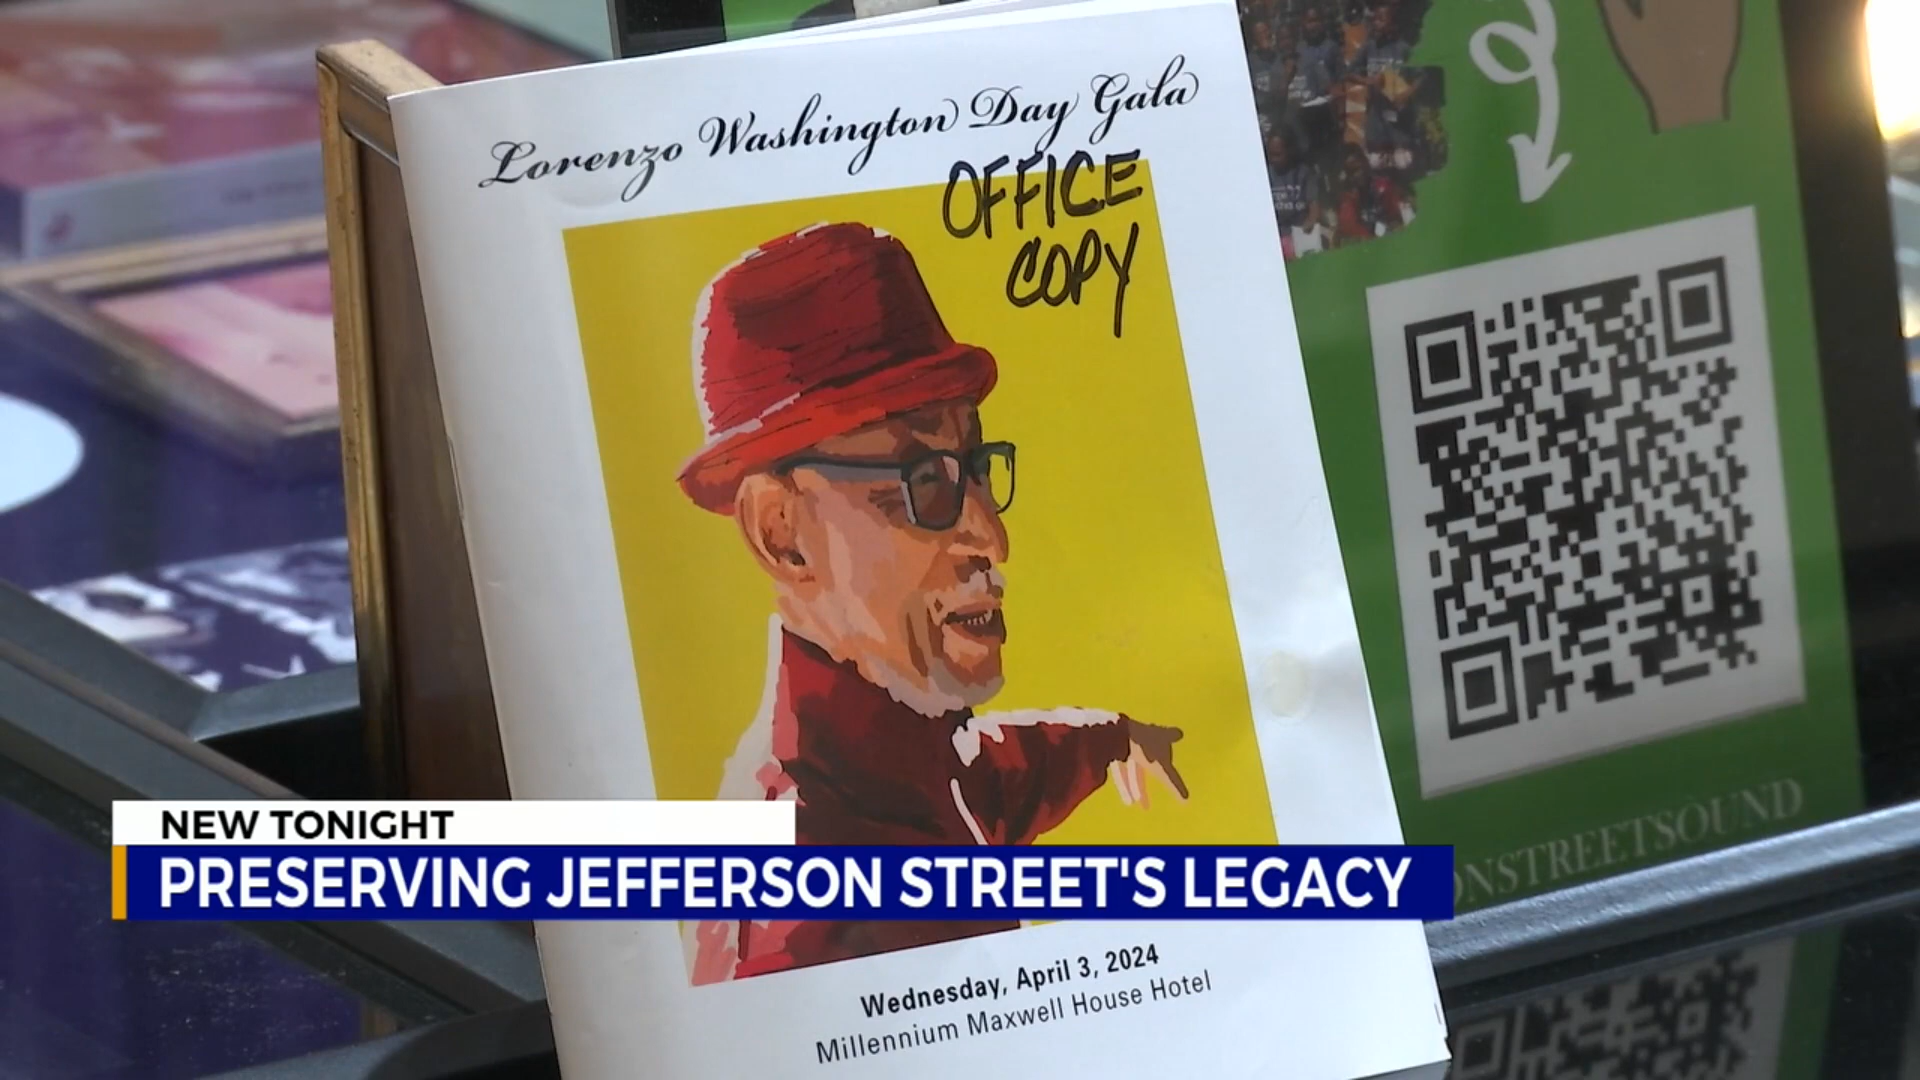 Lorenzo Washington Day Gala
OFFICE
COPY
NEW TONIGHT
PRESERVING JEFFERSON STREET'S LEGACY
ONSTREETSOUND
Wednesday, April 3, 2024
Millennium Maxwell House Hotel